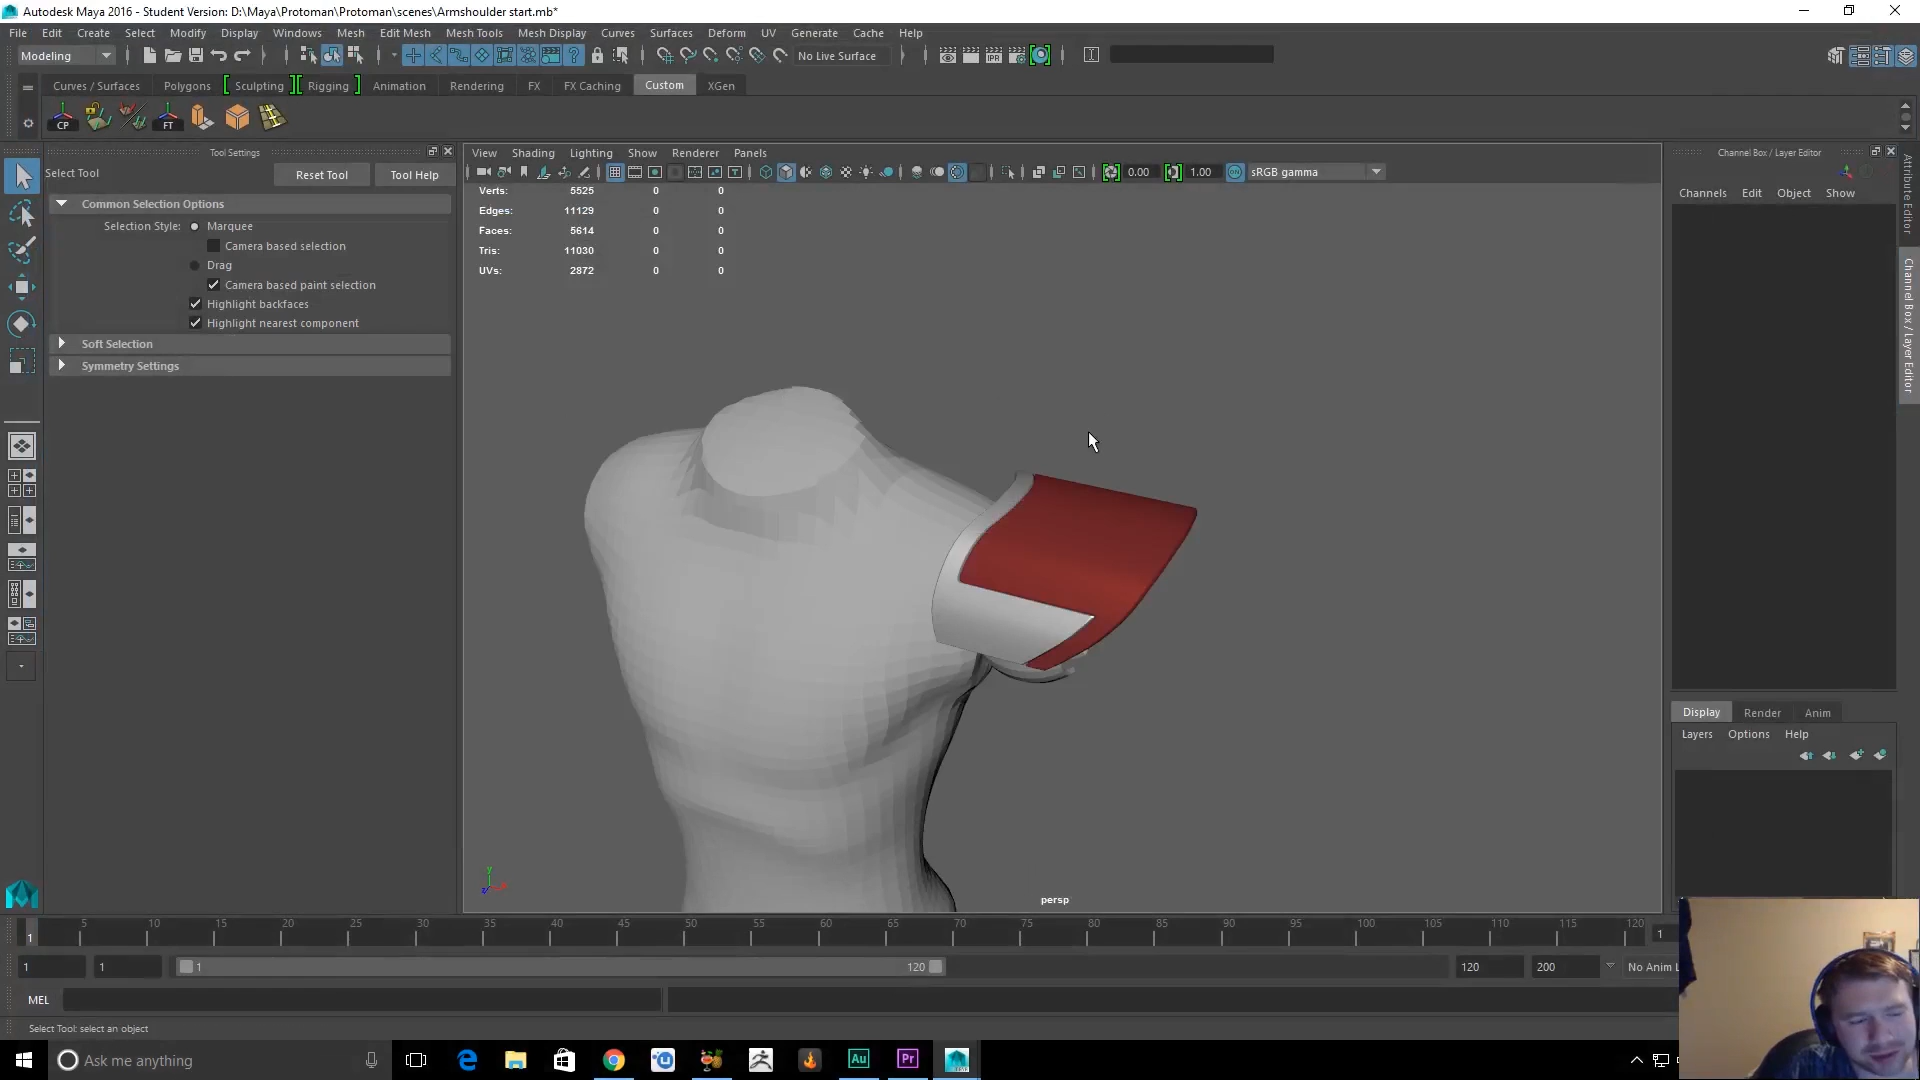 Autodesk Maya 2016 - Student Version: D:\Maya\Protoman\Protoman\scenes\Armshoulder start.mb*
File Edit Create Select Modify Display Windows Mesh Edit Mesh Mesh Tools Mesh Display Curves Surfaces Deform UV Generate Cache Help
Modeling
No Live Surface
IPR
Curves / Surfaces Polygons Sculpting Rigging Animation Rendering FX FX Caching Custom XGen
CP FT
Tool Settings
Select Tool Reset Tool Tool Help
Common Selection Options
Selection Style: Marquee
Camera based selection
Drag
Camera based paint selection
Highlight backfaces
Highlight nearest component
Soft Selection
Symmetry Settings
View Shading Lighting Show Renderer Panels
0.00 1.00 ON sRGB gamma
Verts: 5525 0 0
Edges: 11129 0 0
Faces: 5614 0 0
Tris: 11030 0 0
UVs: 2872 0 0
persp
y
z
Channel Box / Layer Editor
Channels Edit Object Show
Attribute Editor
Channel Box / Layer Editor
Display Render Anim
Layers Options Help
1 5 10 15 20 25 30 35 40 45 50 55 60 65 70 75 80 85 90 95 100 105 110 115 120 1
1 1 1 120 120 200 No Anim L
MEL
Select Tool: select an object
Ask me anything
Au Pr